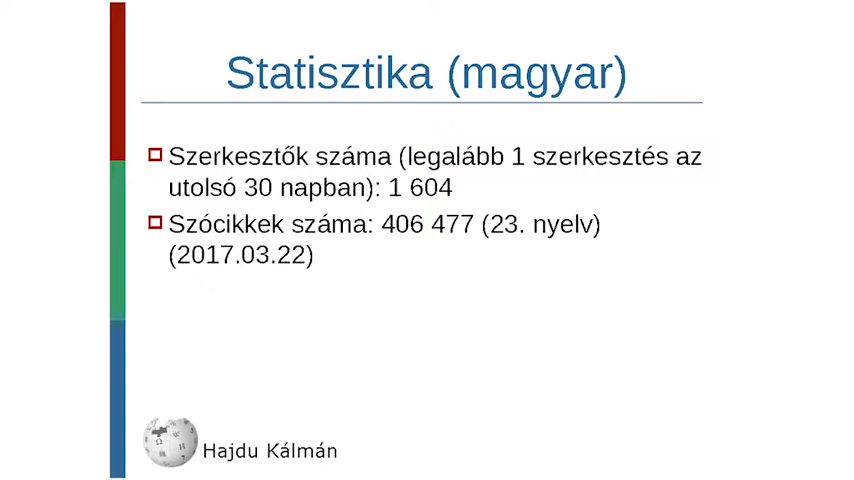 Statisztika (magyar)
Szerkesztők száma (legalább 1 szerkesztés az
utolsó 30 napban): 1 604
Szócikkek száma: 406 477 (23. nyelv)
(2017.03.22)
Hajdu Kálmán